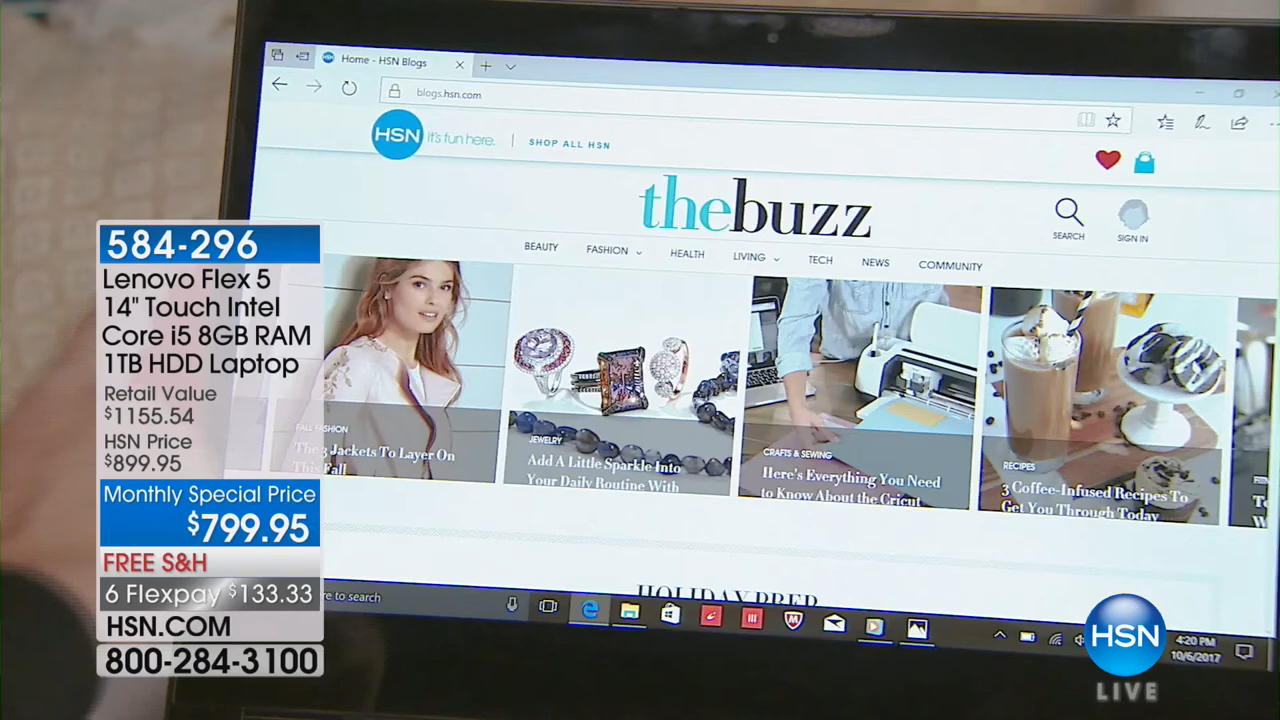 584-296
Lenovo Flex 5
14" Touch Intel
Core i5 8GB RAM
1TB HDD Laptop
Retail Value
$1155.54
HSN Price
$899.95
Monthly Special Price
$799.95
FREE S&H
6 Flexpay $133.33
HSN.COM
800-284-3100
Home - HSN Blogs
blogs.hsn.com
HSN it's fun here. | SHOP ALL HSN
thebuzz
SEARCH
SIGN IN
BEAUTY FASHION HEALTH LIVING TECH NEWS COMMUNITY
FALL FASHION
The 3 Jackets To Layer On
This Fall
JEWELRY
Add A Little Sparkle Into
Your Daily Routine With
CRAFTS & SEWING
Here's Everything You Need
to Know About the Cricut
RECIPES
3 Coffee-Infused Recipes To
Get You Through Today
HOLIDAY PREP
re to search
4:20 PM
10/6/2017
HSN
LIVE